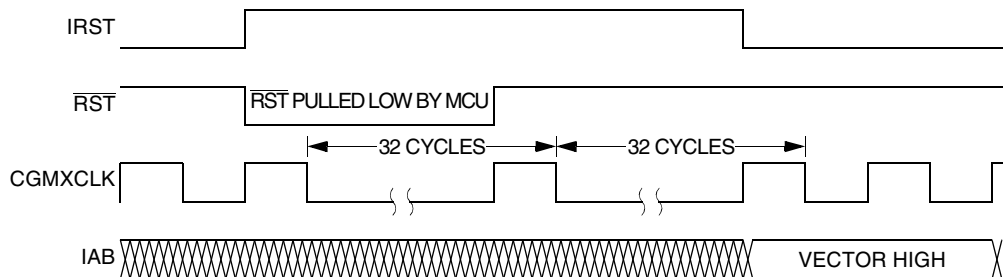 IRST
RST
RST PULLED LOW BY MCU
32 CYCLES
32 CYCLES
CGMXCLK
IAB
VECTOR HIGH